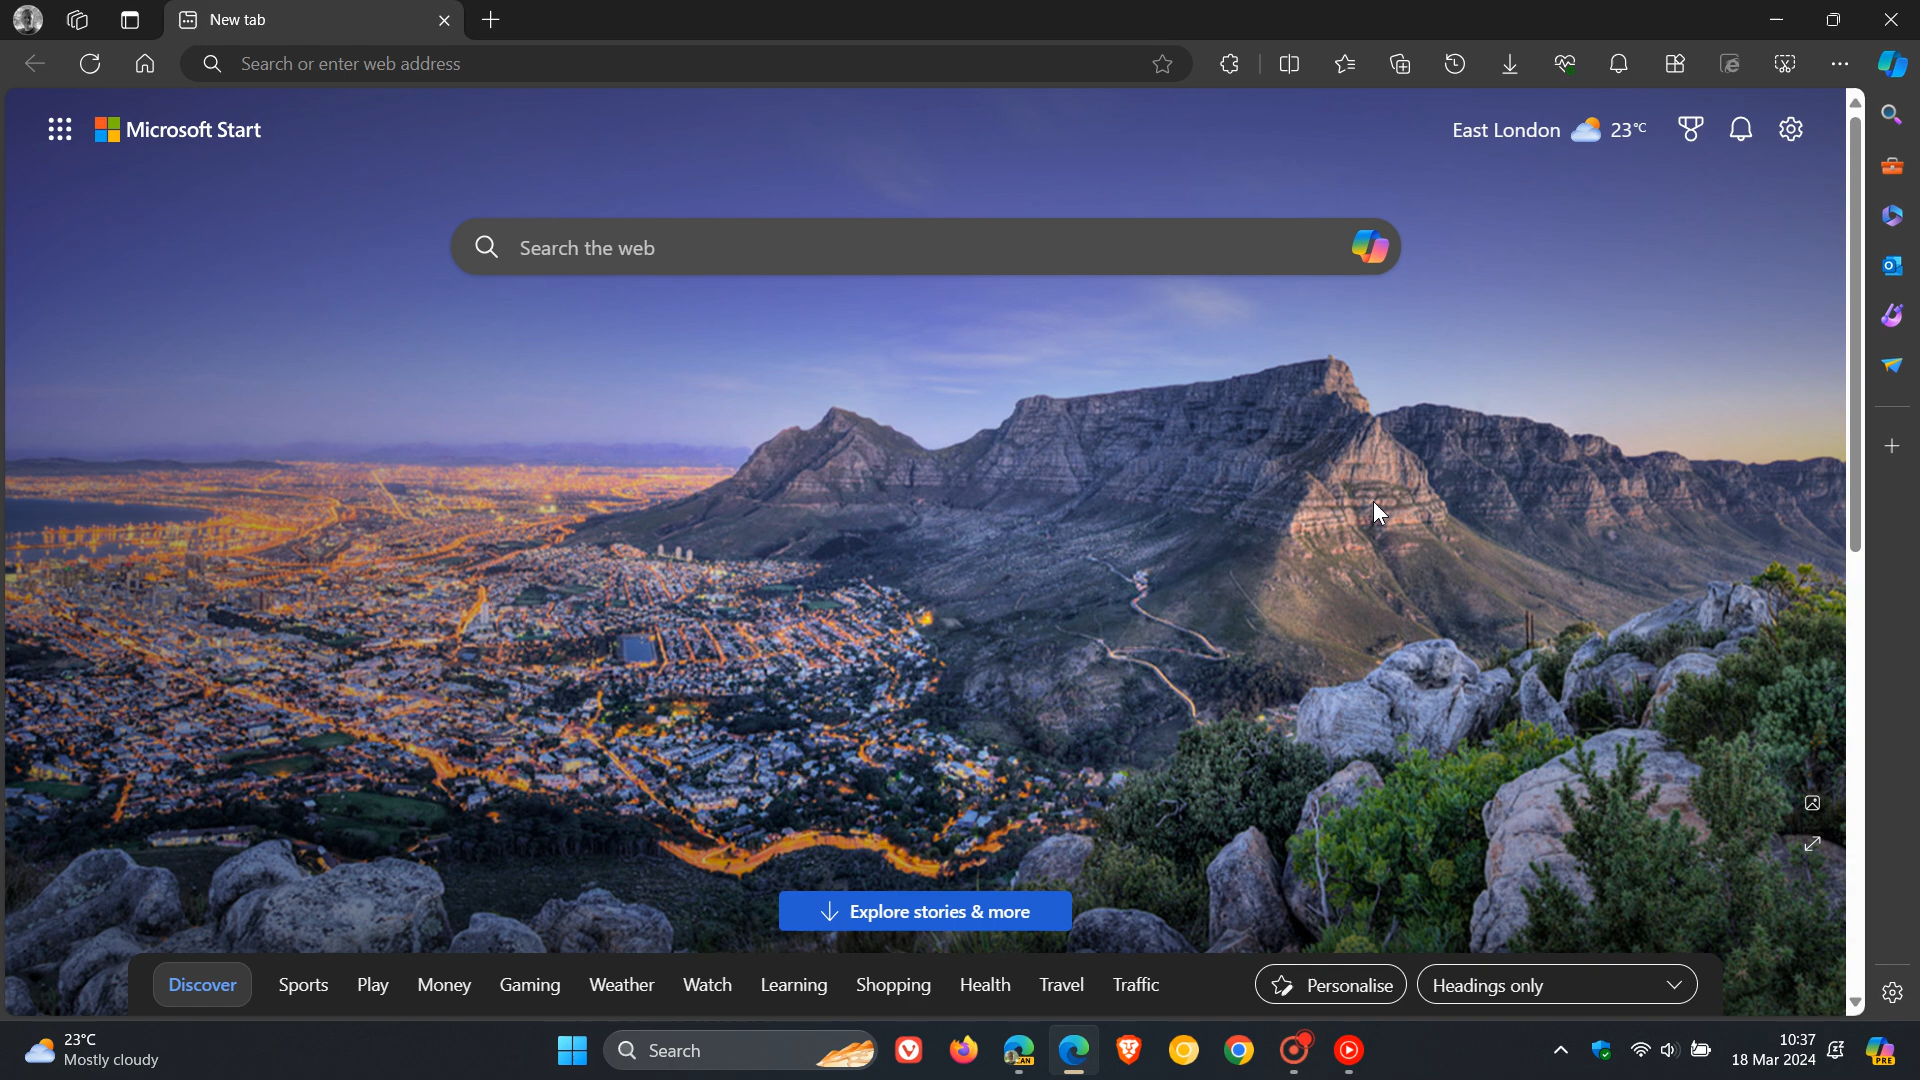 New tab
Search or enter web address
Microsoft Start
East London 23°C
Search the web
Explore stories & more
Discover Sports Play Money Gaming Weather Watch Learning Shopping Health Travel Traffic Personalise Headings only
23°C
Mostly cloudy
Search
CAN
10:37
18 Mar 2024
PRE